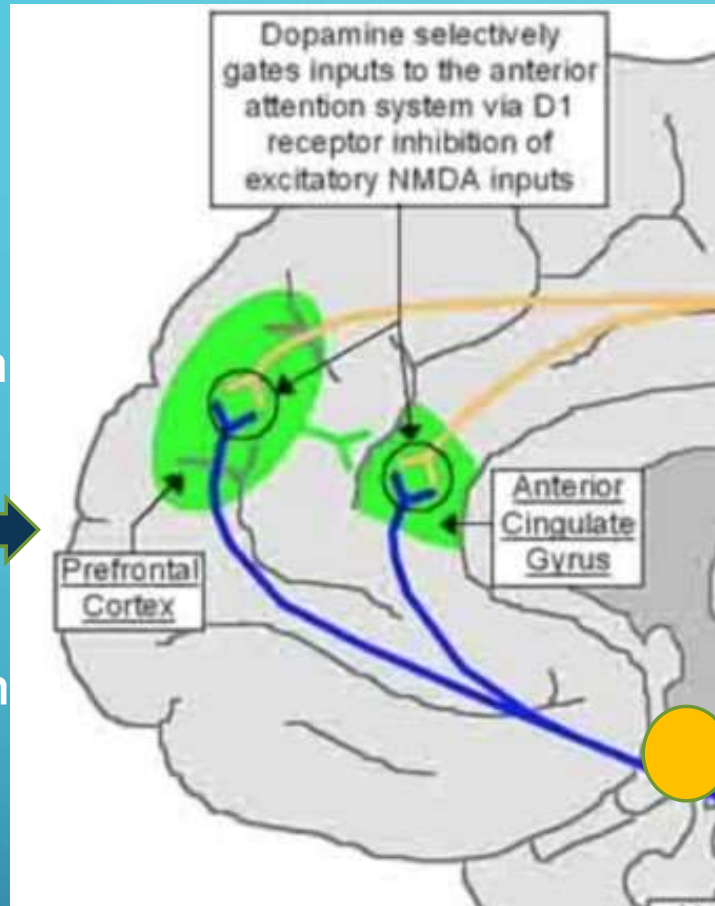 Dopamine selectively
gates inputs to the anterior
attention system via D1
receptor inhibition of
excitatory NMDA inputs
Anterior
Cingulate
Gyrus
Prefrontal
Cortex